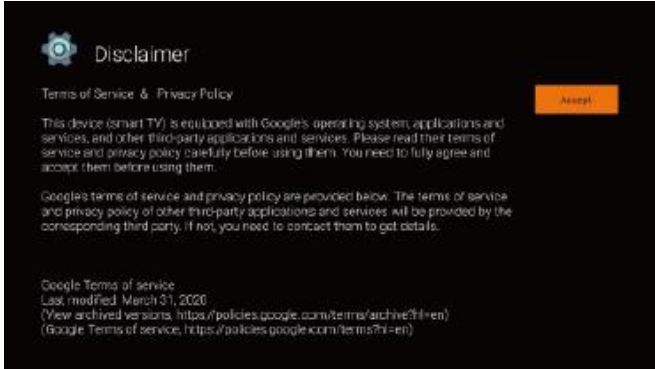 Disclaimer
Terms of Service & Privacy Policy
Accept
This device (smart TV) is equipped with Google's operating system, applications and
services, and other third-party applications and services. Please read their terms of
service and privacy policy carefully before using them. You need to fully agree and
accept them before using them.
Google's terms of service and privacy policy are provided below. The terms of service
and privacy policy of other third-party applications and services will be provided by the
corresponding third party. If not, you need to contact them to get details.
Google Terms of service
Last modified: March 31, 2020
(View archived versions, https://policies.google.com/terms/archive?hl=en)
(Google Terms of service, https://policies.google.com/terms?hl=en)